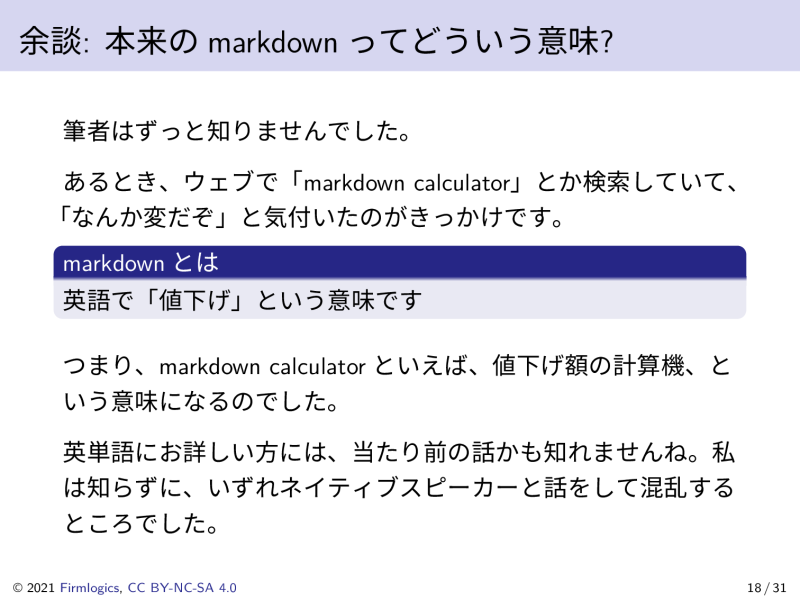 余談: 本来の markdown ってどういう意味?
筆者はずっと知りませんでした。
あるとき、ウェブで「markdown calculator」とか検索していて、
「なんか変だぞ」と気付いたのがきっかけです。
markdown とは
英語で「値下げ」という意味です
つまり、markdown calculator といえば、値下げ額の計算機、と
いう意味になるのでした。
英単語にお詳しい方には、当たり前の話かも知れませんね。私
は知らずに、いずれネイティブスピーカーと話をして混乱する
ところでした。
© 2021 Firmlogics, CC BY-NC-SA 4.0
18 / 31